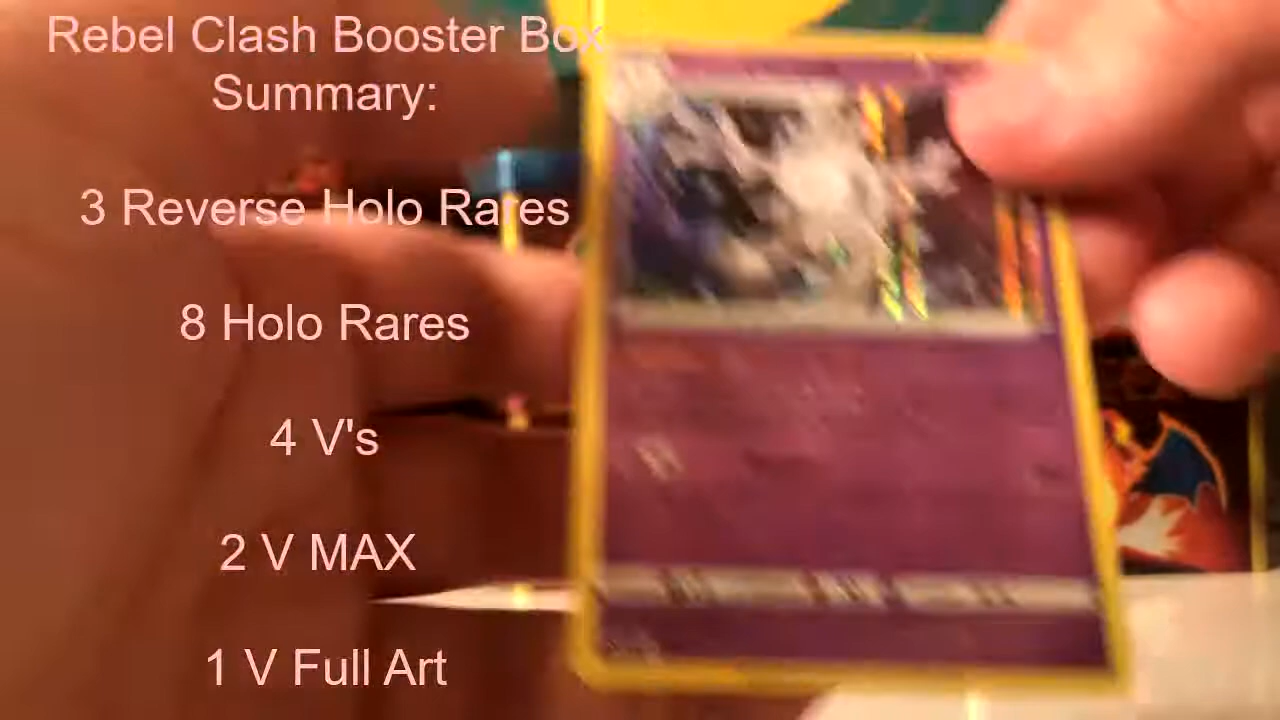 Rebel Clash Booster Box
Summary:
3 Reverse Holo Rares
8 Holo Rares
4 V's
2 V MAX
1 V Full Art